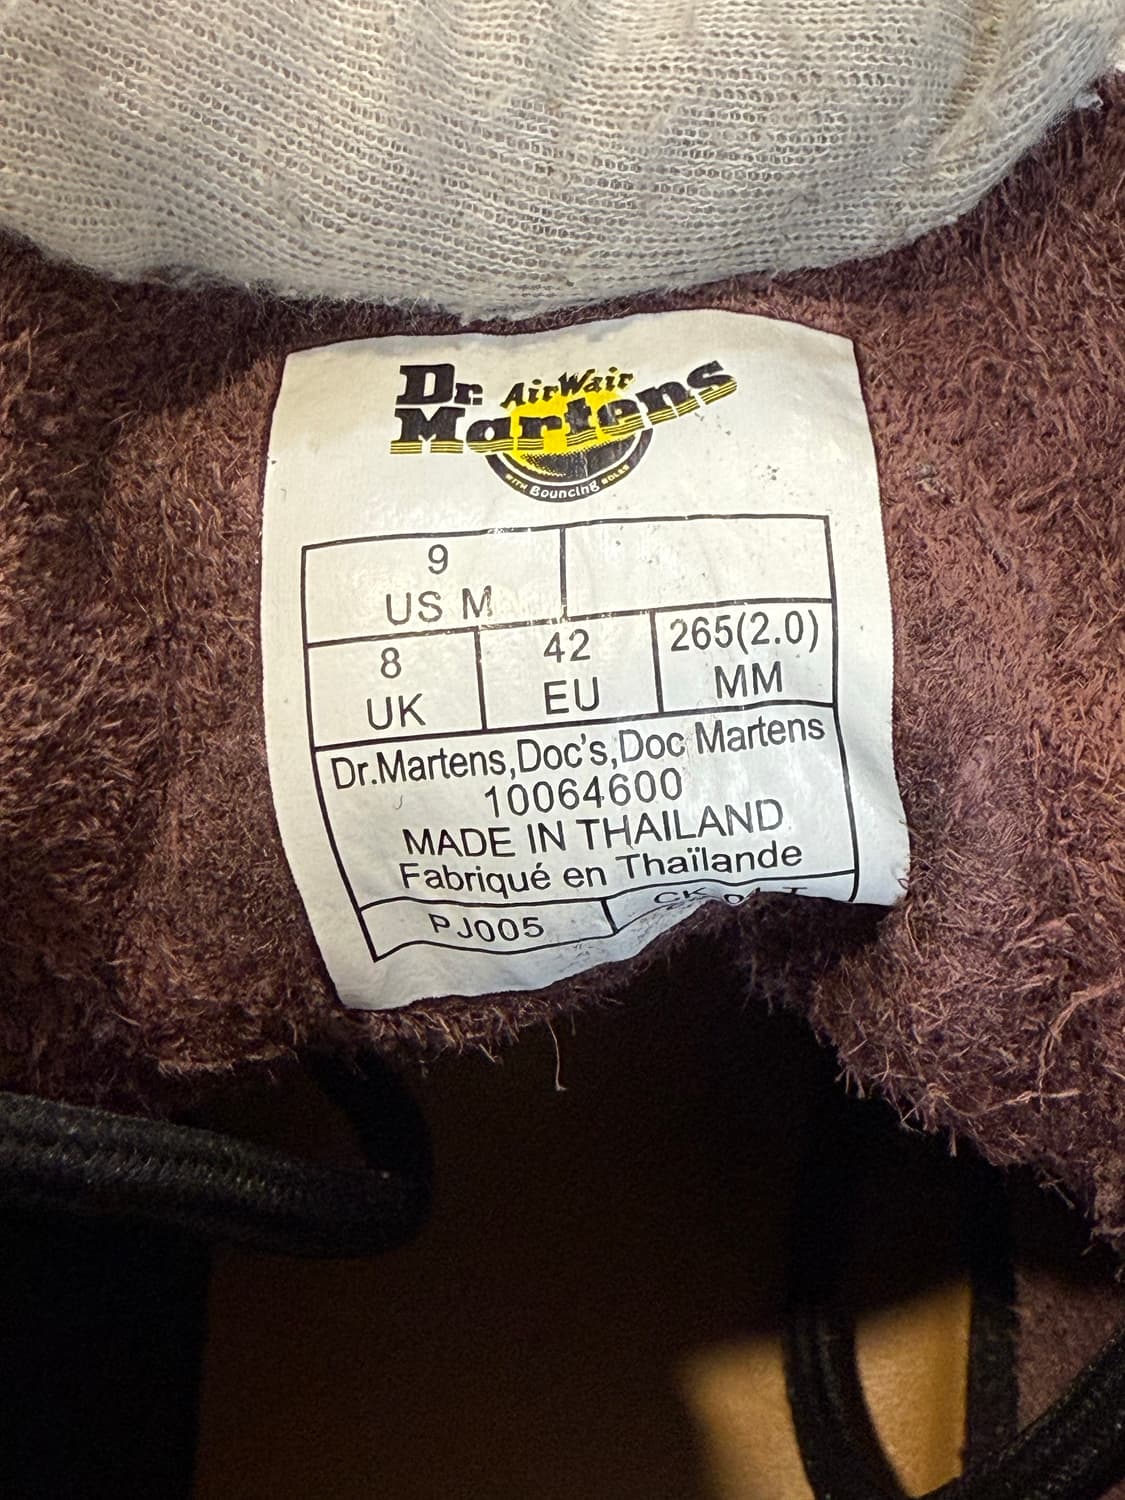 Dr. AirWair
Martens
WITH Bouncing SOLES
9
US M
8
UK
42
EU
265(2.0)
MM
Dr.Martens,Doc's,Doc Martens
10064600
MADE IN THAILAND
Fabriqué en Thaïlande
PJ005